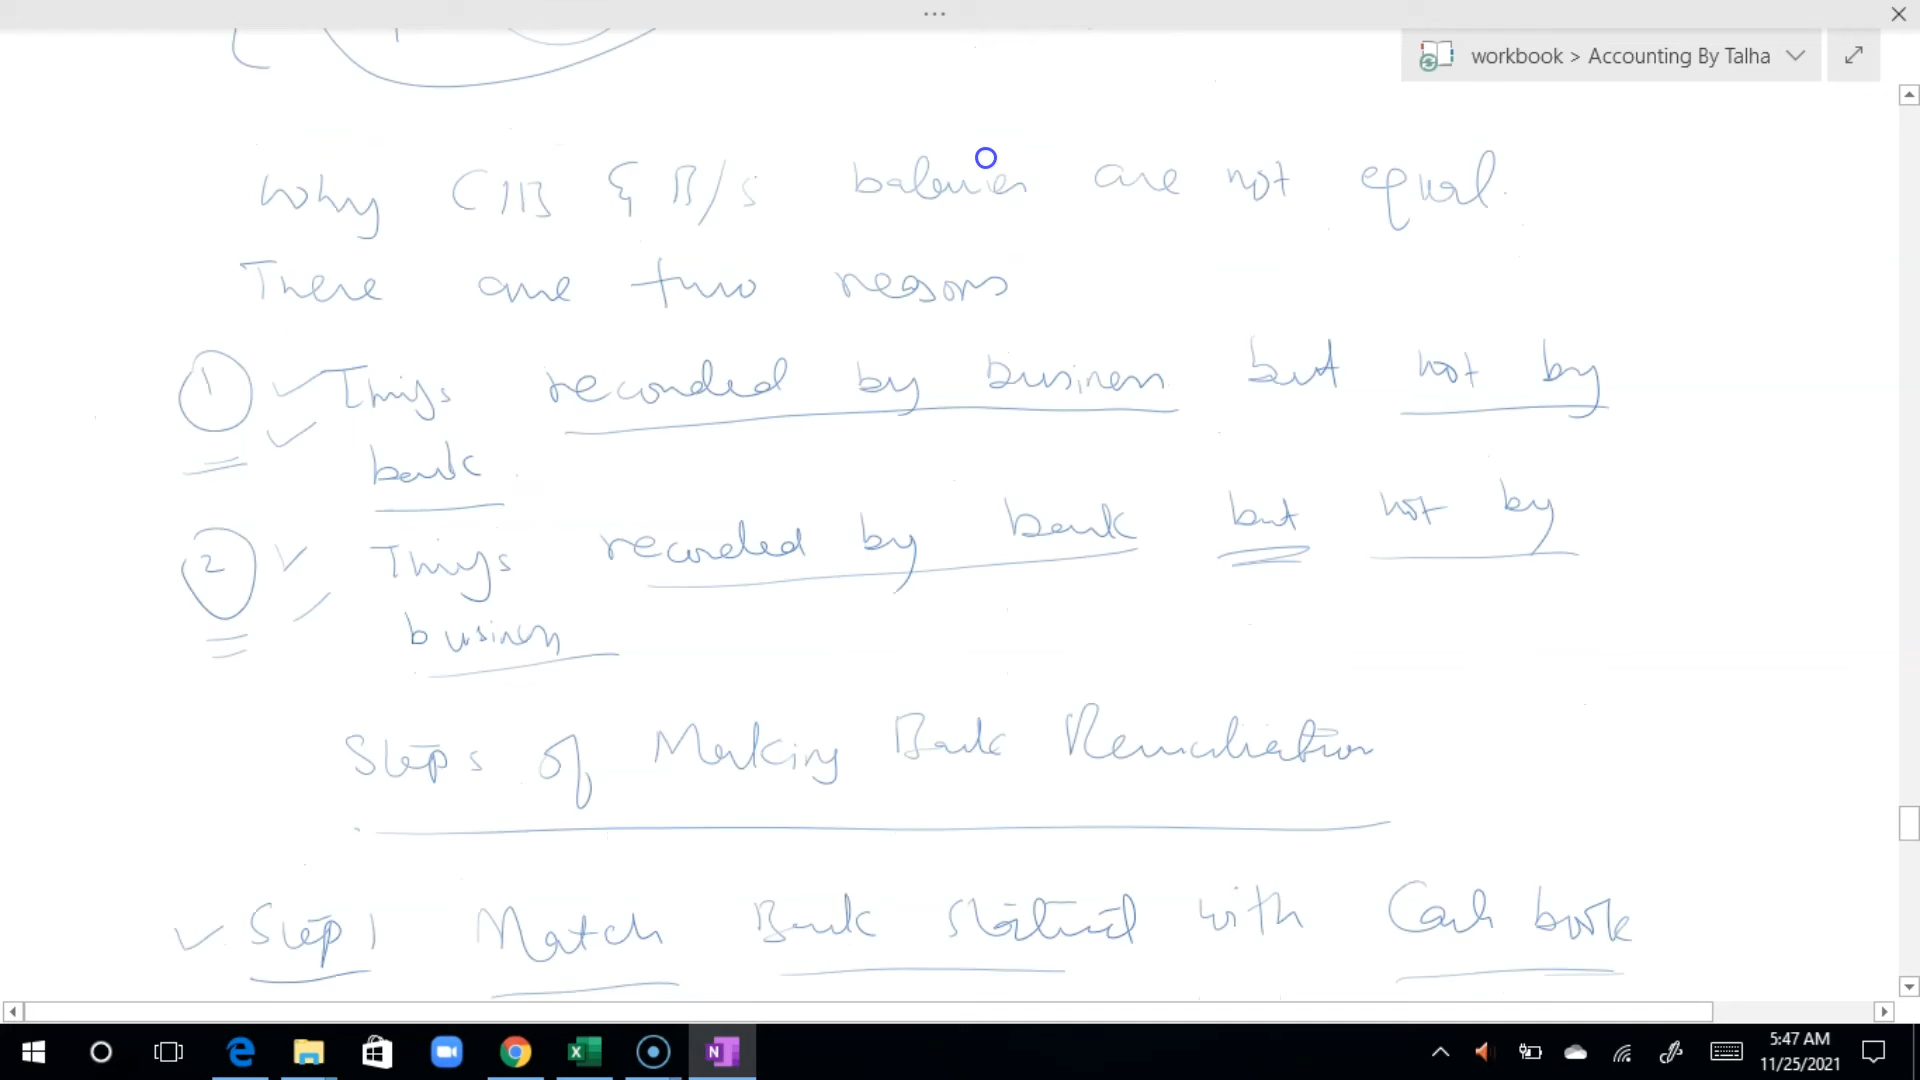 ...
workbook > Accounting By Talha
Why C/B & B/S balances are not equal.
There are two reasons
1 Things recorded by business but not by
bank
2 Things recorded by bank but not by
business
Steps of Making Bank Reconciliation
Step 1 Match Bank Statement with Cash book
5:47 AM
11/25/2021